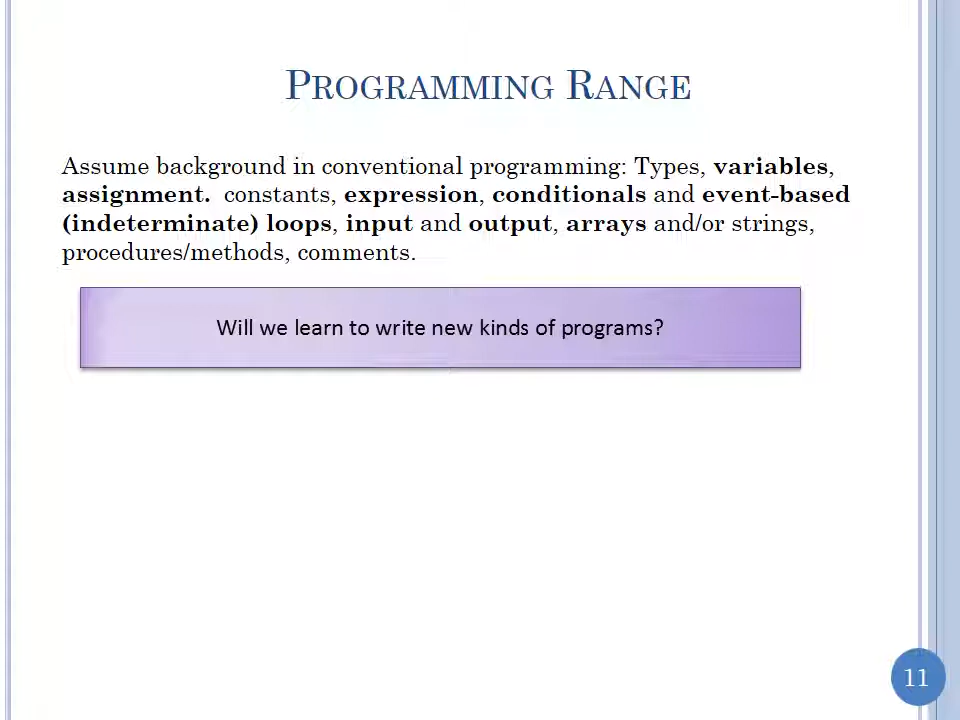 PROGRAMMING RANGE
Assume background in conventional programming: Types, variables,
assignment.  constants, expression, conditionals and event-based
(indeterminate) loops, input and output, arrays and/or strings,
procedures/methods, comments.
Will we learn to write new kinds of programs?
11